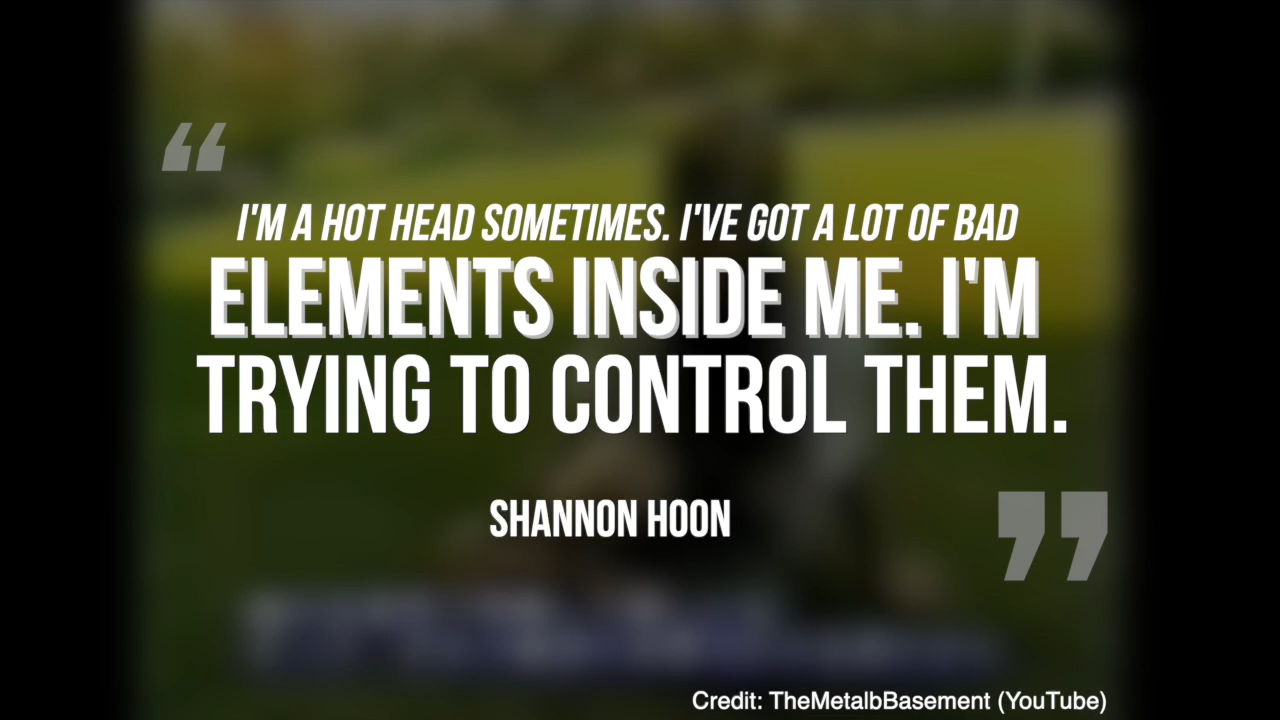 “
I'M A HOT HEAD SOMETIMES. I'VE GOT A LOT OF BAD
ELEMENTS INSIDE ME. I'M
TRYING TO CONTROL THEM.
SHANNON HOON
”
Credit: TheMetalbBasement (YouTube)